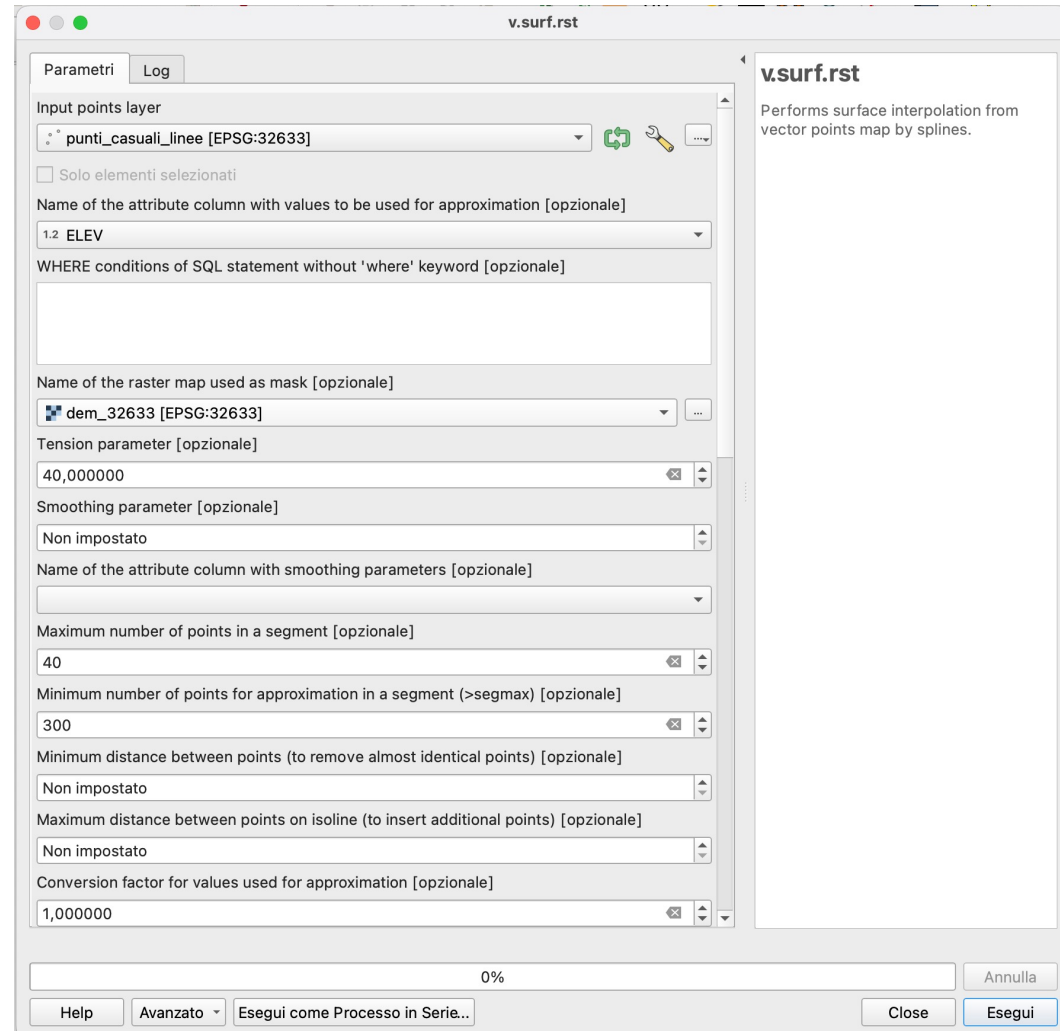 v.surf.rst
Parametri
Log
Input points layer
punti_casuali_linee [EPSG:32633]
...
Solo elementi selezionati
Name of the attribute column with values to be used for approximation [opzionale]
1.2 ELEV
WHERE conditions of SQL statement without 'where' keyword [opzionale]
Name of the raster map used as mask [opzionale]
dem_32633 [EPSG:32633]
...
Tension parameter [opzionale]
40,000000
Smoothing parameter [opzionale]
Non impostato
Name of the attribute column with smoothing parameters [opzionale]
Maximum number of points in a segment [opzionale]
40
Minimum number of points for approximation in a segment (>segmax) [opzionale]
300
Minimum distance between points (to remove almost identical points) [opzionale]
Non impostato
Maximum distance between points on isoline (to insert additional points) [opzionale]
Non impostato
Conversion factor for values used for approximation [opzionale]
1,000000
v.surf.rst
Performs surface interpolation from
vector points map by splines.
0%
Annulla
Help
Avanzato
Esegui come Processo in Serie...
Close
Esegui